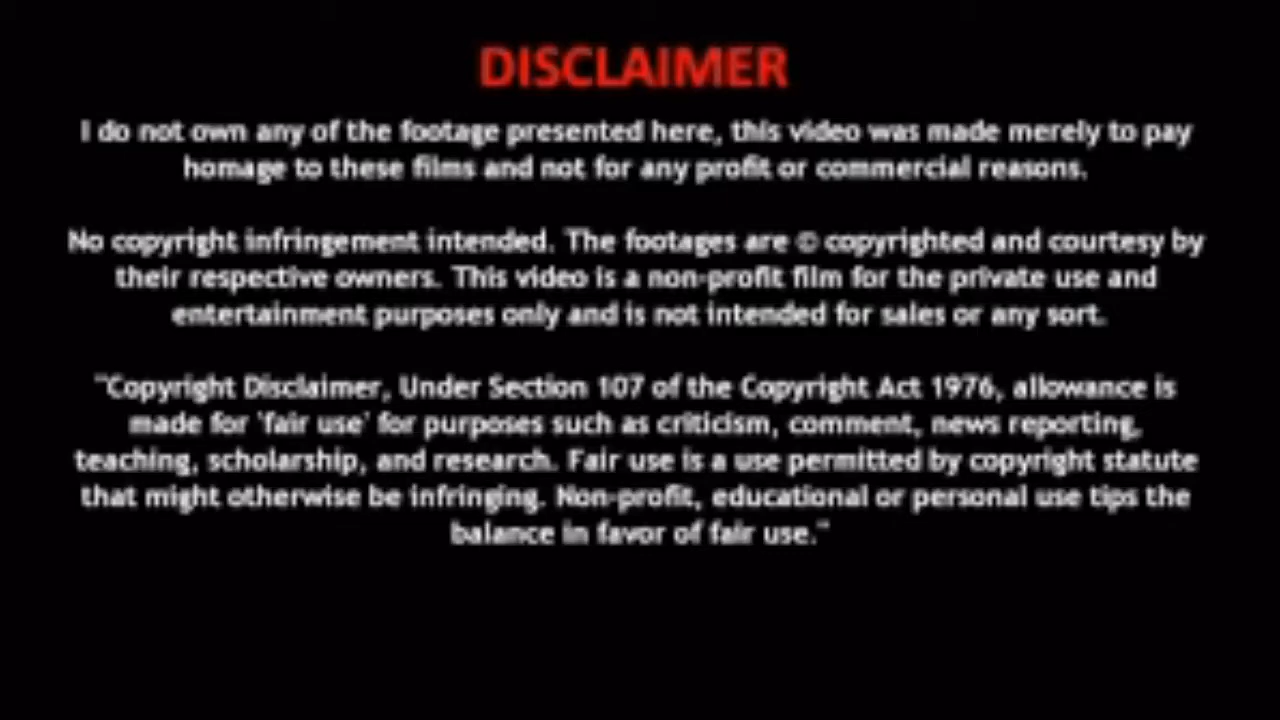 DISCLAIMER
I do not own any of the footage presented here, this video was made merely to pay
homage to these films and not for any profit or commercial reasons.
No copyright infringement intended. The footages are © copyrighted and courtesy by
their respective owners. This video is a non-profit film for the private use and
entertainment purposes only and is not intended for sales or any sort.
"Copyright Disclaimer, Under Section 107 of the Copyright Act 1976, allowance is
made for 'fair use' for purposes such as criticism, comment, news reporting,
teaching, scholarship, and research. Fair use is a use permitted by copyright statute
that might otherwise be infringing. Non-profit, educational or personal use tips the
balance in favor of fair use."